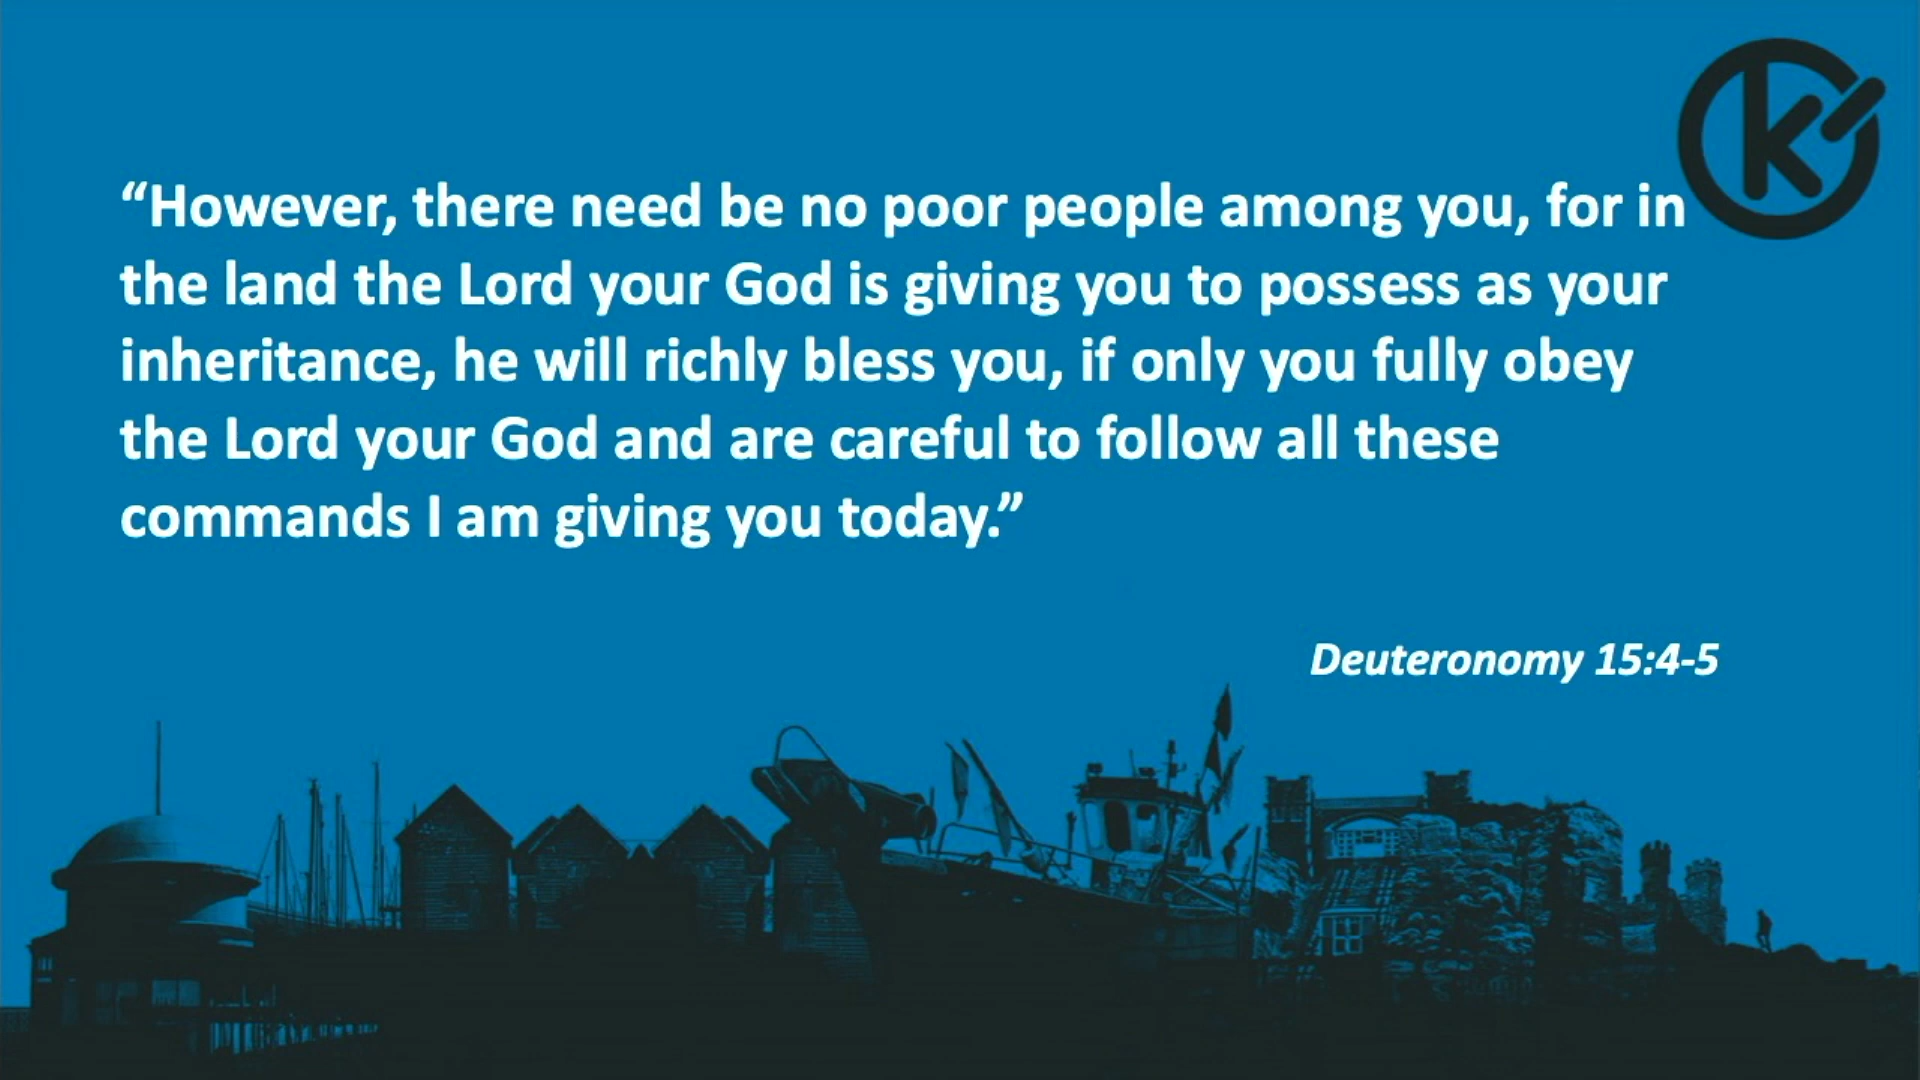 k
“However, there need be no poor people among you, for in
the land the Lord your God is giving you to possess as your
inheritance, he will richly bless you, if only you fully obey
the Lord your God and are careful to follow all these
commands I am giving you today.”
Deuteronomy 15:4-5